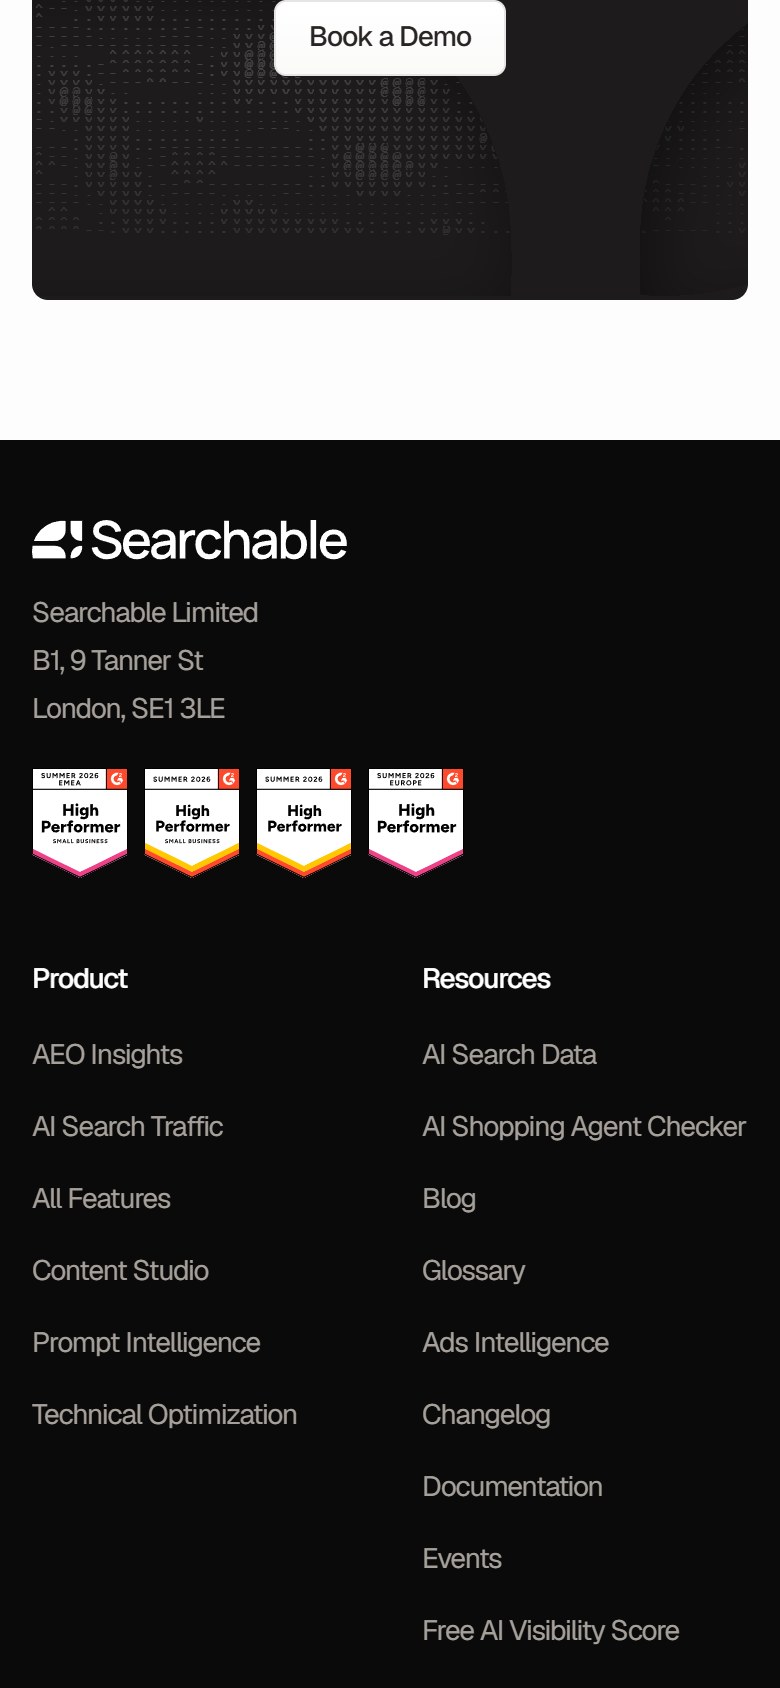 Book a Demo
Searchable
Searchable Limited
B1, 9 Tanner St
London, SE1 3LE
SUMMER 2026
EMEA
High
Performer
SMALL BUSINESS
SUMMER 2026
High
Performer
SMALL BUSINESS
SUMMER 2026
High
Performer
SUMMER 2026
EUROPE
High
Performer
Product
AEO Insights
AI Search Traffic
All Features
Content Studio
Prompt Intelligence
Technical Optimization
Resources
AI Search Data
AI Shopping Agent Checker
Blog
Glossary
Ads Intelligence
Changelog
Documentation
Events
Free AI Visibility Score